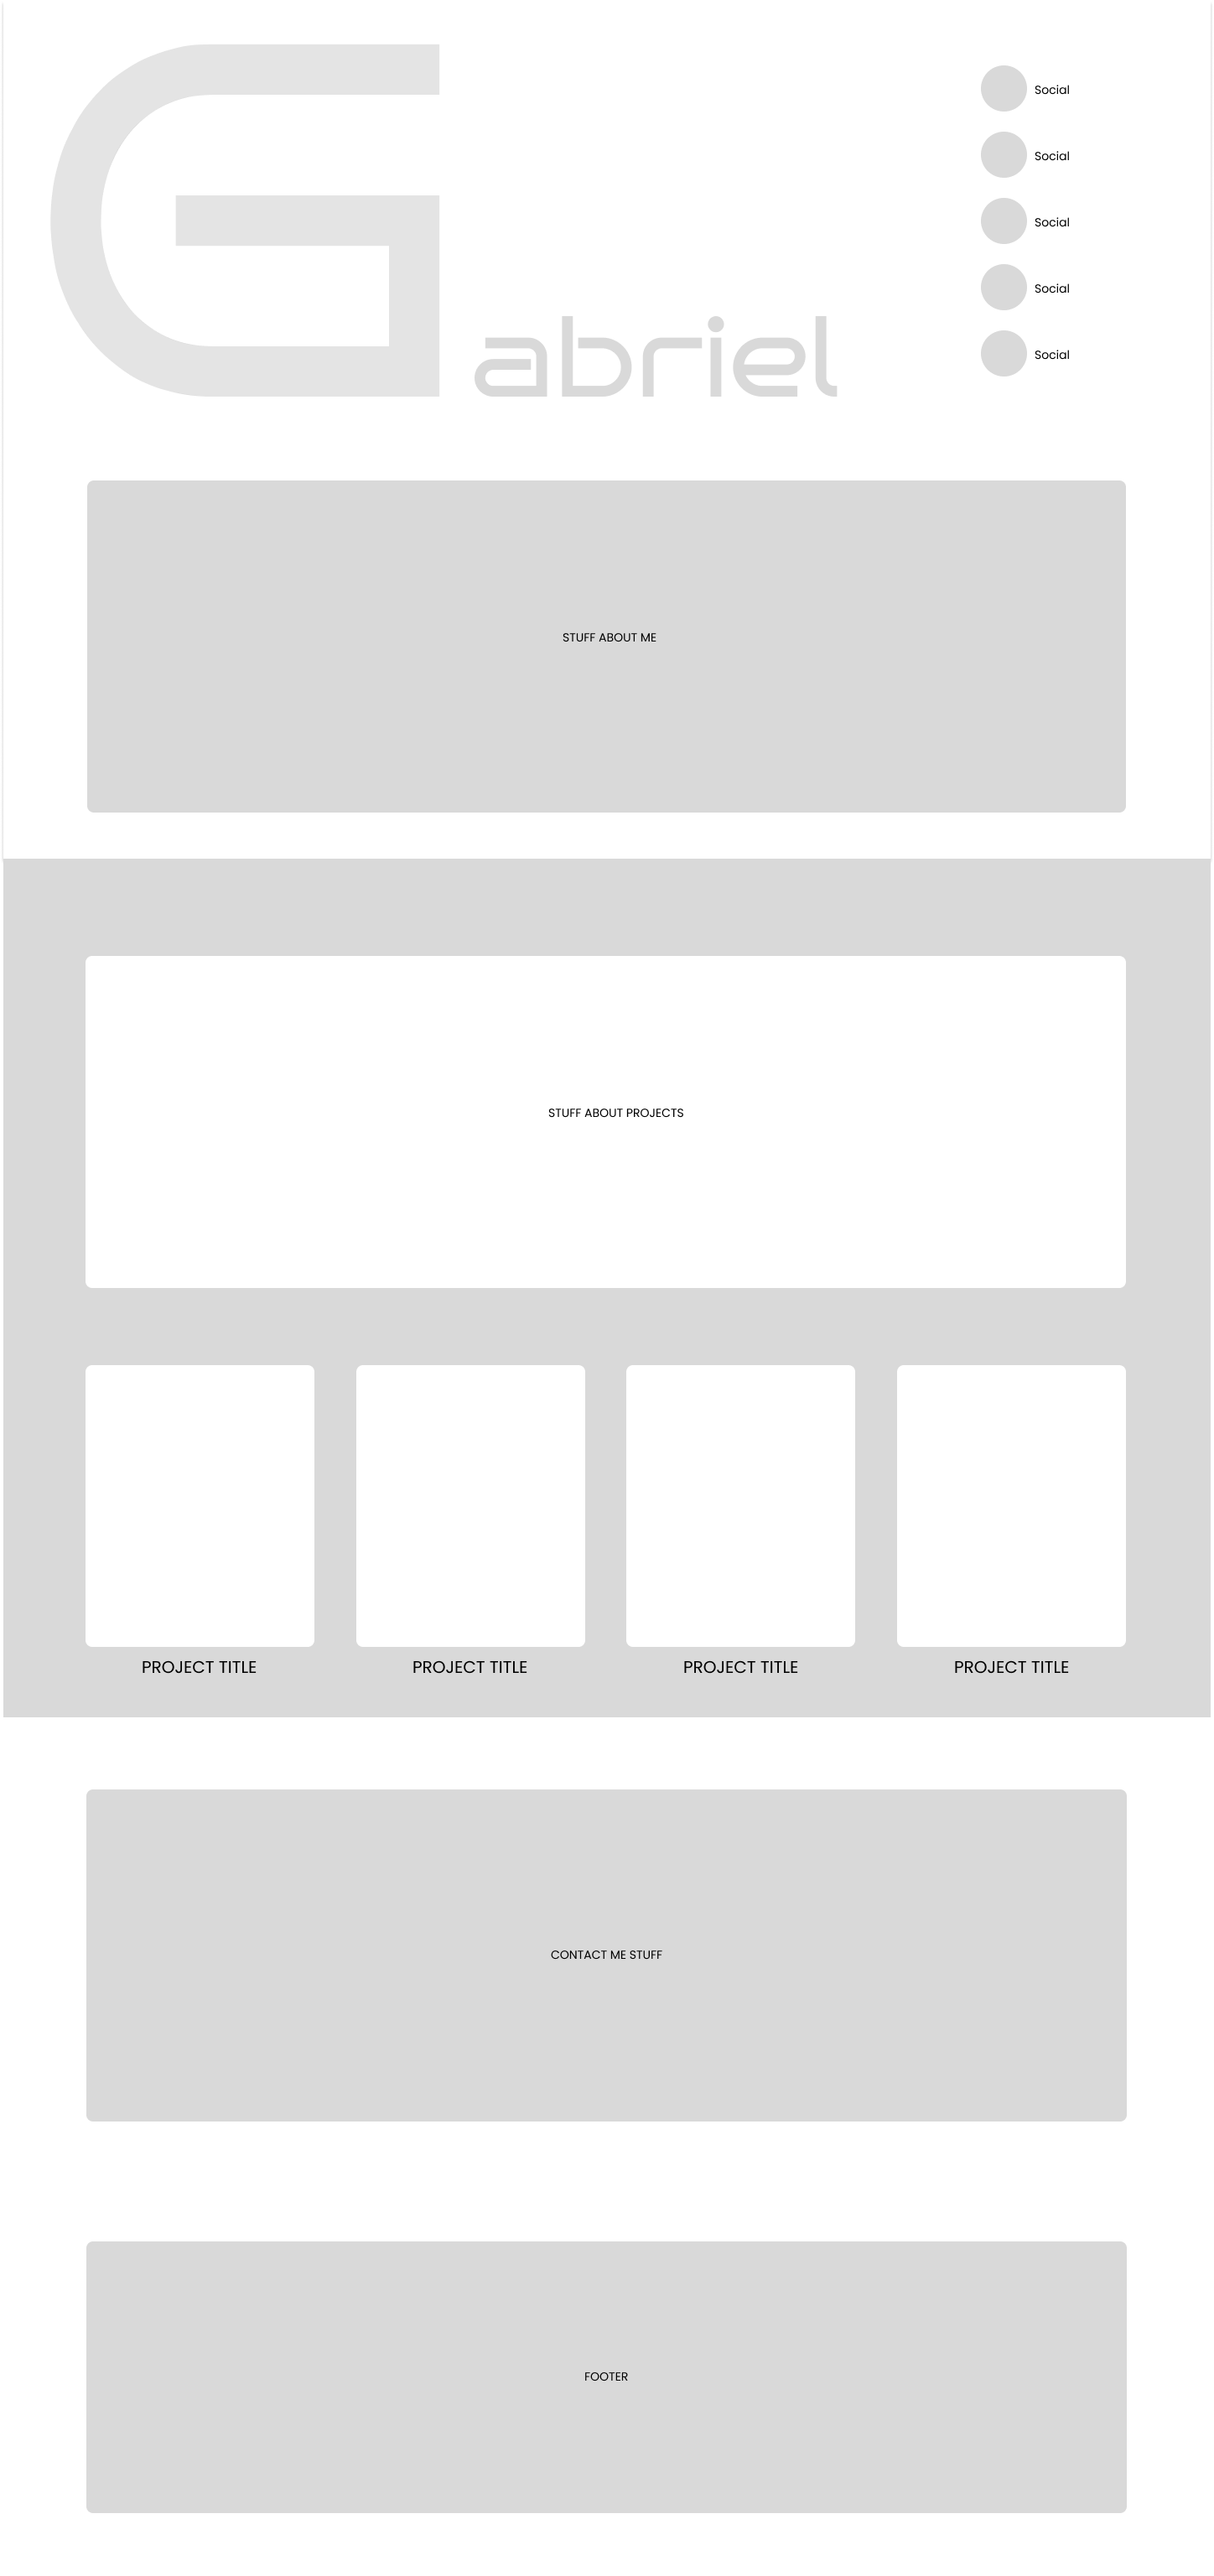 Gabriel
Social
Social
Social
Social
Social
STUFF ABOUT ME
STUFF ABOUT PROJECTS
PROJECT TITLE
PROJECT TITLE
PROJECT TITLE
PROJECT TITLE
CONTACT ME STUFF
FOOTER